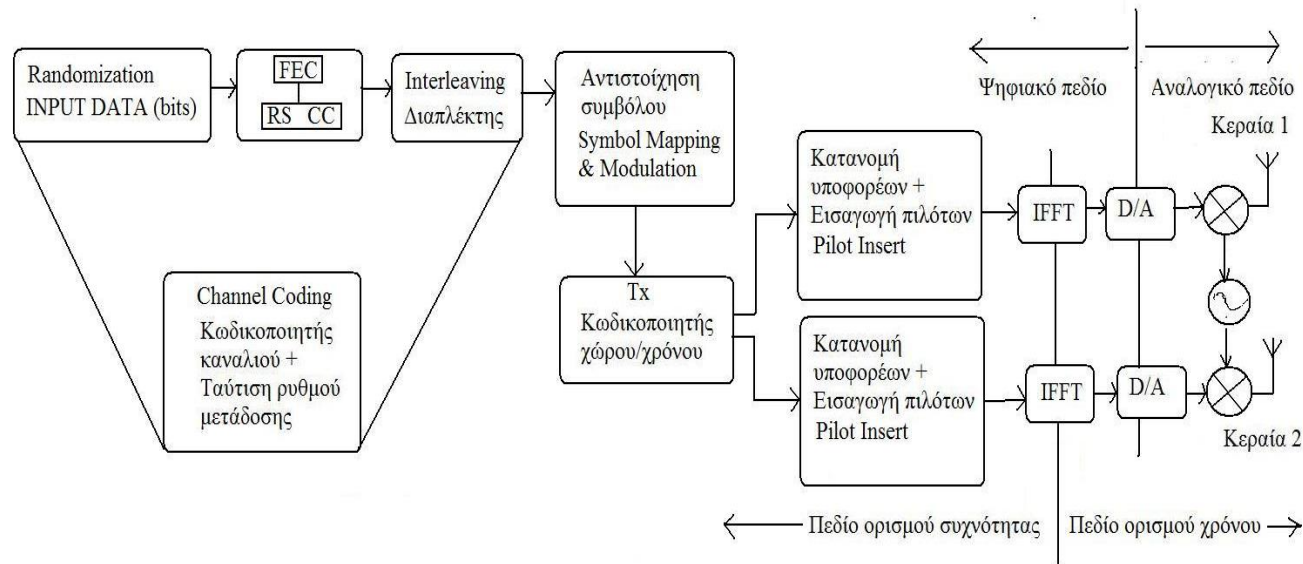 Randomization
INPUT DATA (bits)
FEC
RS CC
Interleaving
Διαπλέκτης
Αντιστοίχηση
συμβόλου
Symbol Mapping
& Modulation
Channel Coding
Κωδικοποιητής
καναλιού +
Ταύτιση ρυθμού
μετάδοσης
Tx
Κωδικοποιητής
χώρου/χρόνου
Κατανομή
υποφορέων +
Εισαγωγή πιλότων
Pilot Insert
Κατανομή
υποφορέων +
Εισαγωγή πιλότων
Pilot Insert
Ψηφιακό πεδίο
Αναλογικό πεδίο
Κεραία 1
IFFT
D/A
IFFT
D/A
Κεραία 2
Πεδίο ορισμού συχνότητας
Πεδίο ορισμού χρόνου